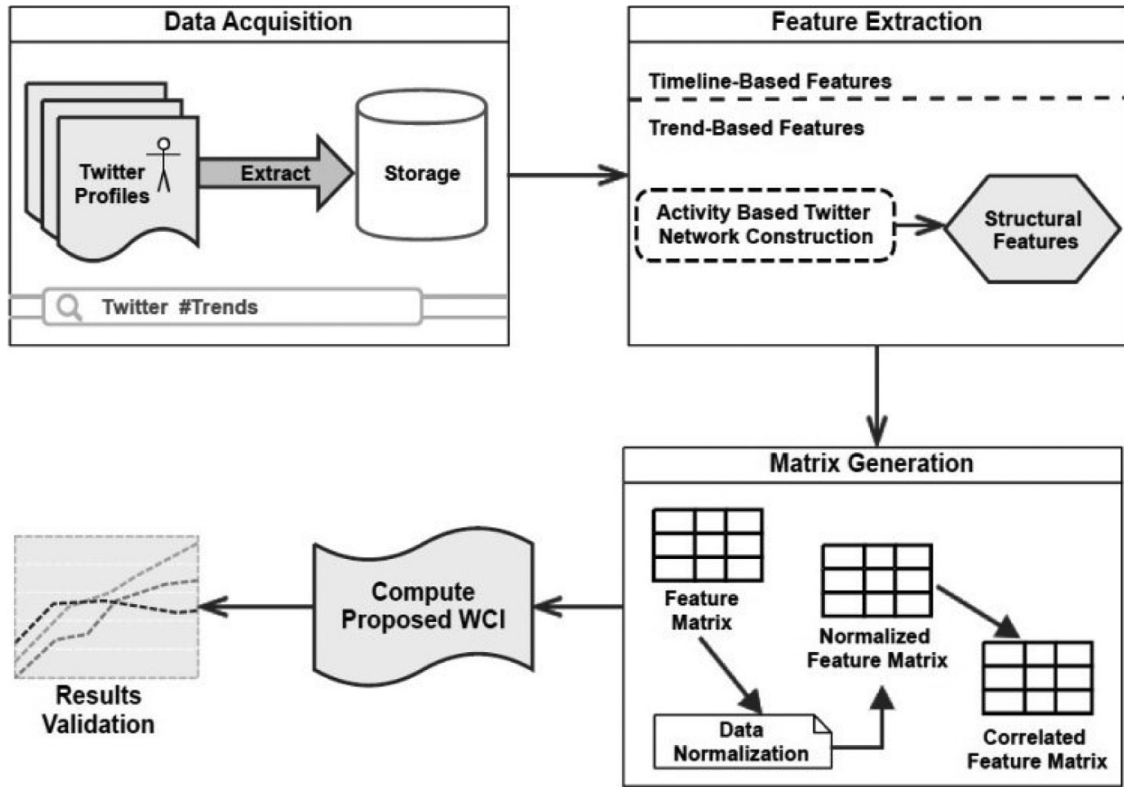 Data Acquisition
Twitter
Profiles
Extract
Storage
Twitter #Trends
Feature Extraction
Timeline-Based Features
Trend-Based Features
Activity Based Twitter
Network Construction
Structural
Features
Matrix Generation
Feature
Matrix
Data
Normalization
Normalized
Feature Matrix
Correlated
Feature Matrix
Compute
Proposed WCI
Results
Validation